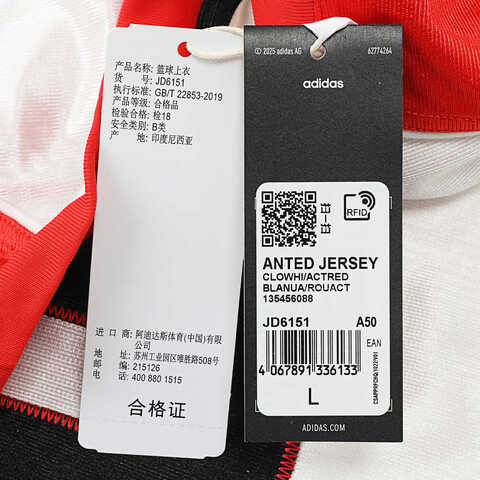 产品名称: 篮球上衣
货 号: JD6151
执行标准: GB/T 22853-2019
产品等级: 合格品
检验合格: 检18
安全类别: B类
产 地: 印度尼西亚
进 口 商: 阿迪达斯体育(中国)有限公司
地 址: 苏州工业园区唯胜路508号
邮 编: 215126
电 话: 400 880 1515
合格证
© 2025 adidas AG
62774264
adidas
E1-E1
RFID
ANTED JERSEY
CLOWHI/ACTRED
BLANUA/ROUACT
135456088
JD6151 A50
EAN
4 067891 336133
L
ADIDAS.COM